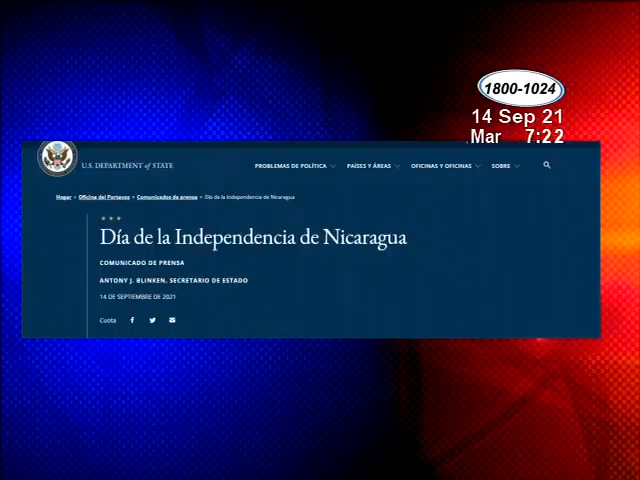 1800-1024
14 Sep 21
Mar 7:22
U.S. DEPARTMENT of STATE
PROBLEMAS DE POLÍTICA PAÍSES Y ÁREAS OFICINAS Y OFICINAS SOBRE
Hogar > Oficina del Portavoz > Comunicados de prensa > Día de la Independencia de Nicaragua
Día de la Independencia de Nicaragua
COMUNICADO DE PRENSA
ANTONY J. BLINKEN, SECRETARIO DE ESTADO
14 DE SEPTIEMBRE DE 2021
Cuota